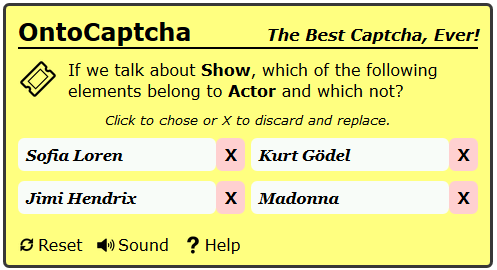 OntoCaptcha The Best Captcha, Ever!
If we talk about Show, which of the following
elements belong to Actor and which not?
Click to chose or X to discard and replace.
Sofia Loren X Kurt Gödel X
Jimi Hendrix X Madonna X
Reset Sound ? Help